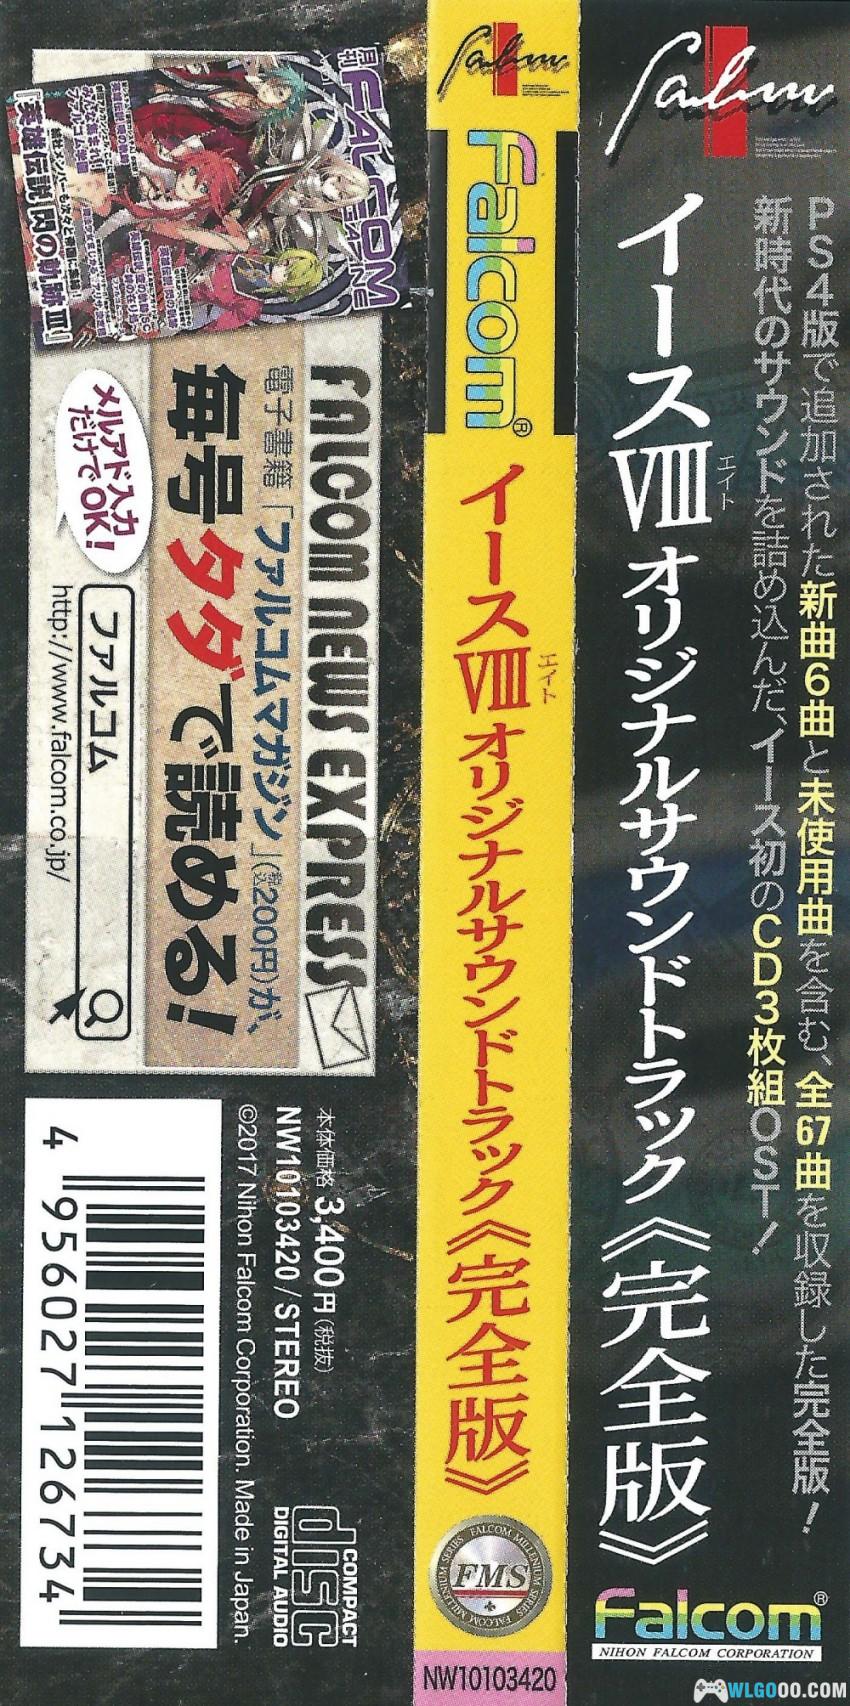 PS4版で追加された新曲6曲と未使用曲を含む、全67曲を収録した完全版！
新時代のサウンドを詰め込んだ、イース初のCD3枚組OST！
イースⅧ オリジナルサウンドトラック《完全版》
エイト
Falcom®
NIHON FALCOM CORPORATION
Falcom®
イースⅧ オリジナルサウンドトラック《完全版》
エイト
FALCOM MILLENIUM SERIES
FMS
FALCOM MILLENIUM SERIES
NW10103420
FALCOM MAGAZINE
月刊
『英雄伝説 閃の軌跡Ⅲ』
FALCOM NEWS EXPRESS
電子書籍「ファルコムマガジン」(税込200円)が、
毎号タダで読める！
メルアド入力
だけでOK！
ファルコム
http://www.falcom.co.jp/
本体価格 3,400円(税抜)
NW10103420 / STEREO
©2017 Nihon Falcom Corporation. Made in Japan.
COMPACT
disc
DIGITAL AUDIO
4 956027 126734
WLGOOO.COM